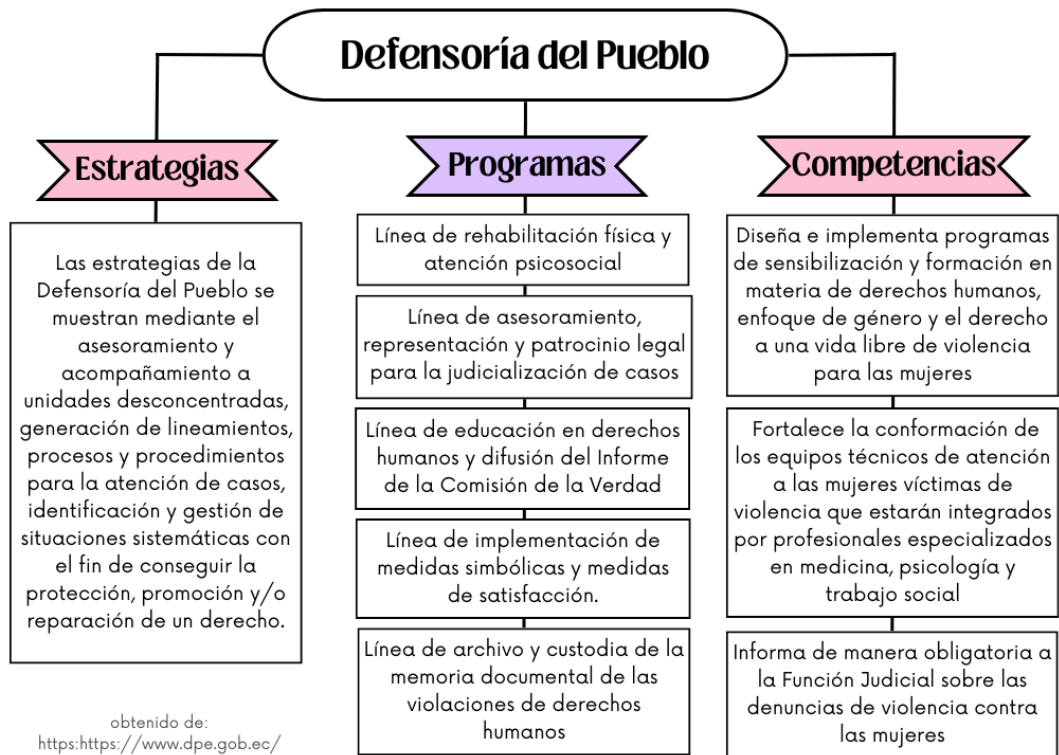 Defensoría del Pueblo
Estrategias
Las estrategias de la
Defensoría del Pueblo se
muestran mediante el
asesoramiento y
acompañamiento a
unidades desconcentradas,
generación de lineamientos,
procesos y procedimientos
para la atención de casos,
identificación y gestión de
situaciones sistemáticas con
el fin de conseguir la
protección, promoción y/o
reparación de un derecho.
obtenido de:
https:https://www.dpe.gob.ec/
Programas
Línea de rehabilitación física y
atención psicosocial
Línea de asesoramiento,
representación y patrocinio legal
para la judicialización de casos
Línea de educación en derechos
humanos y difusión del Informe
de la Comisión de la Verdad
Línea de implementación de
medidas simbólicas y medidas
de satisfacción.
Línea de archivo y custodia de la
memoria documental de las
violaciones de derechos
humanos
Competencias
Diseña e implementa programas
de sensibilización y formación en
materia de derechos humanos,
enfoque de género y el derecho
a una vida libre de violencia
para las mujeres
Fortalece la conformación de
los equipos técnicos de atención
a las mujeres víctimas de
violencia que estarán integrados
por profesionales especializados
en medicina, psicología y
trabajo social
Informa de manera obligatoria a
la Función Judicial sobre las
denuncias de violencia contra
las mujeres